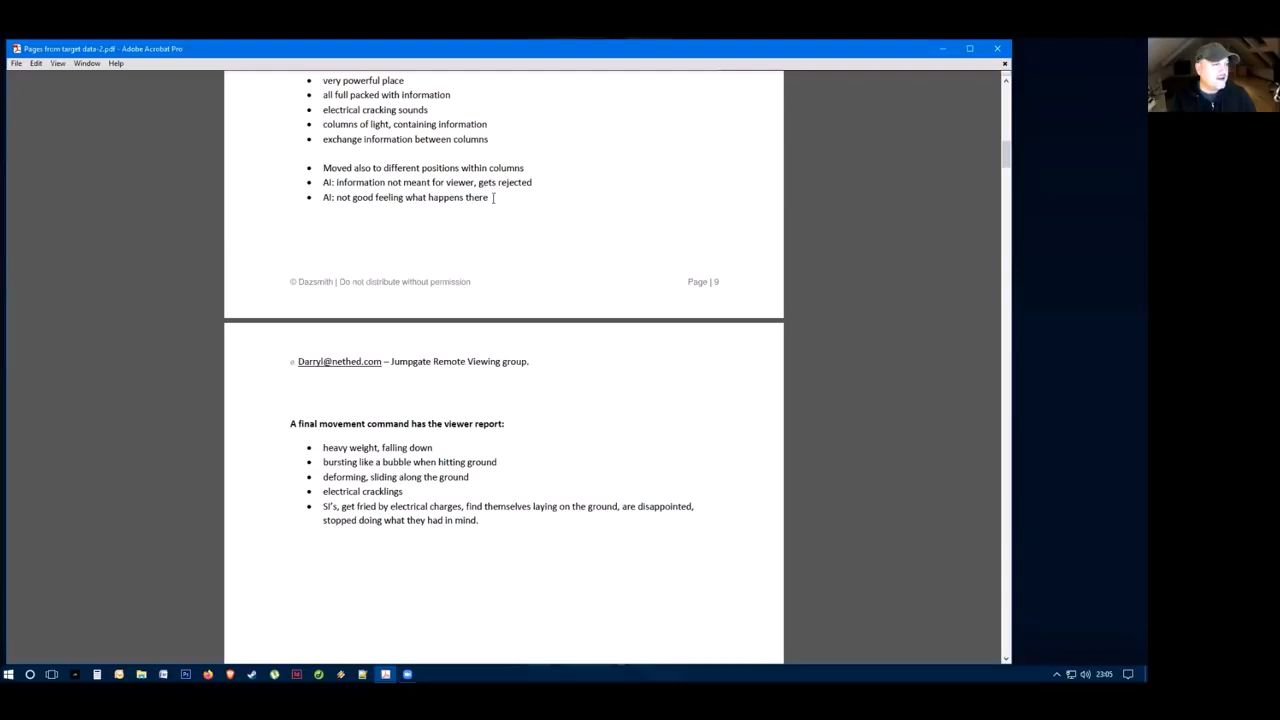 Pages from target data-2.pdf - Adobe Acrobat Pro
File Edit View Window Help
very powerful place
all full packed with information
electrical cracking sounds
columns of light, containing information
exchange information between columns
Moved also to different positions within columns
AI: information not meant for viewer, gets rejected
AI: not good feeling what happens there
© Dazsmith | Do not distribute without permission Page | 9
Darryl@nethed.com – Jumpgate Remote Viewing group.
A final movement command has the viewer report:
heavy weight, falling down
bursting like a bubble when hitting ground
deforming, sliding along the ground
electrical cracklings
SI's, get fried by electrical charges, find themselves laying on the ground, are disappointed,
stopped doing what they had in mind.
23:05